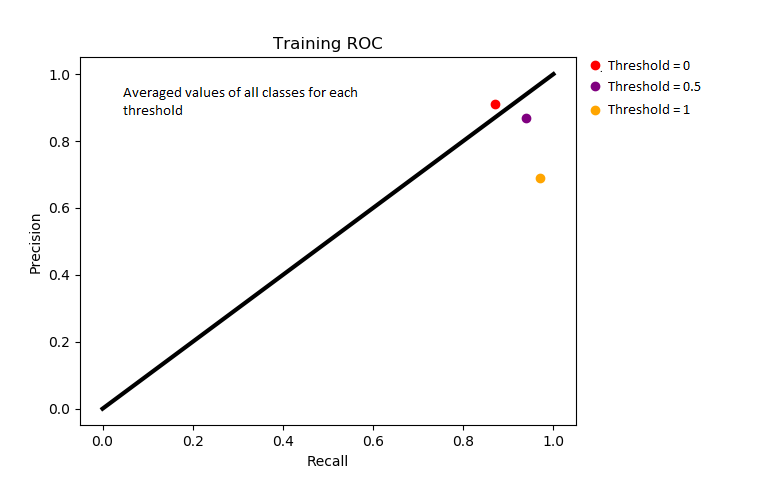 Training ROC
Threshold = 0
Threshold = 0.5
Threshold = 1
Averaged values of all classes for each
threshold
1.0
0.8
0.6
0.4
0.2
0.0
Precision
0.0 0.2 0.4 0.6 0.8 1.0
Recall